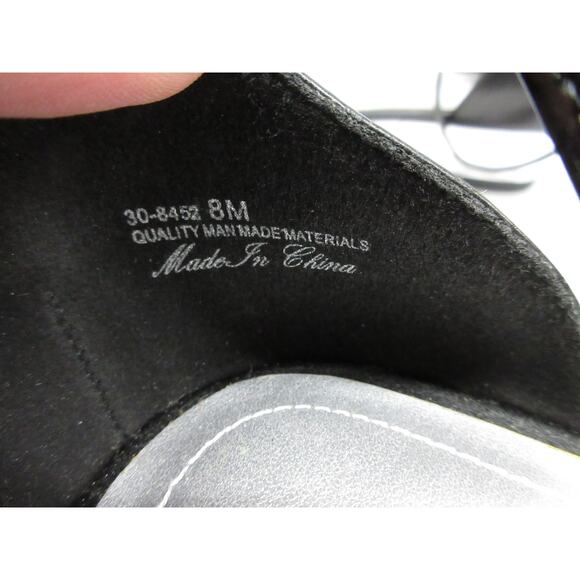 30-8452 8M
QUALITY MAN MADE MATERIALS
Made In China